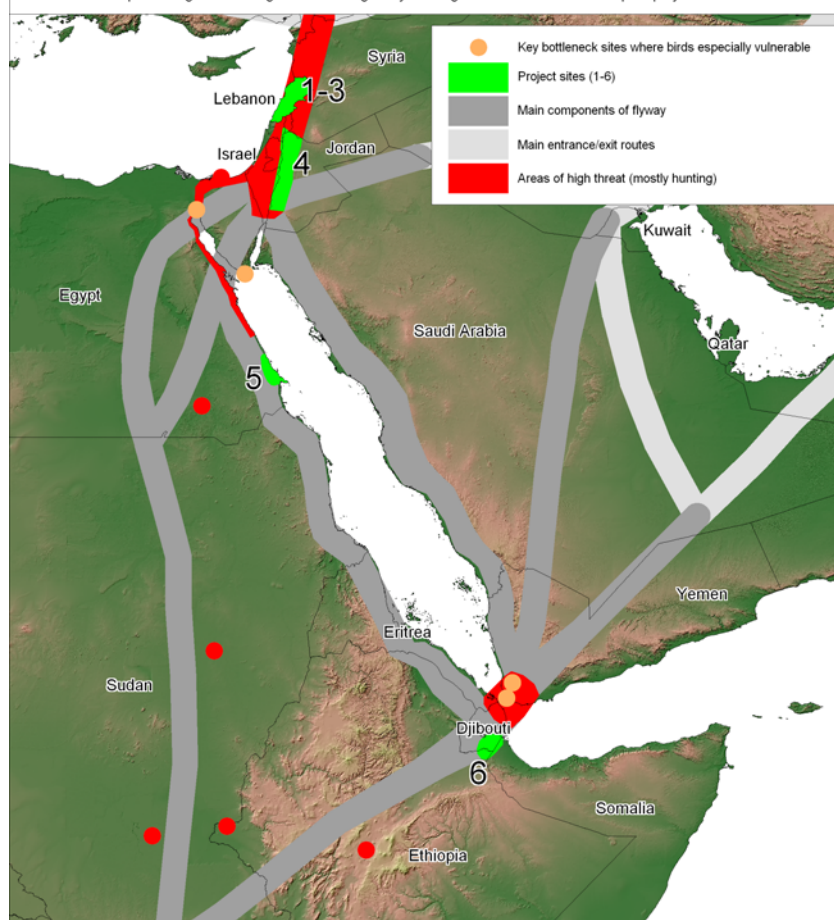 Syria
Key bottleneck sites where birds especially vulnerable
Project sites (1-6)
Main components of flyway
Main entrance/exit routes
Areas of high threat (mostly hunting)
Lebanon
1-3
Israel
Jordan
4
Kuwait
Egypt
Saudi Arabia
Qatar
5
Yemen
Eritrea
Sudan
Djibouti
6
Somalia
Ethiopia